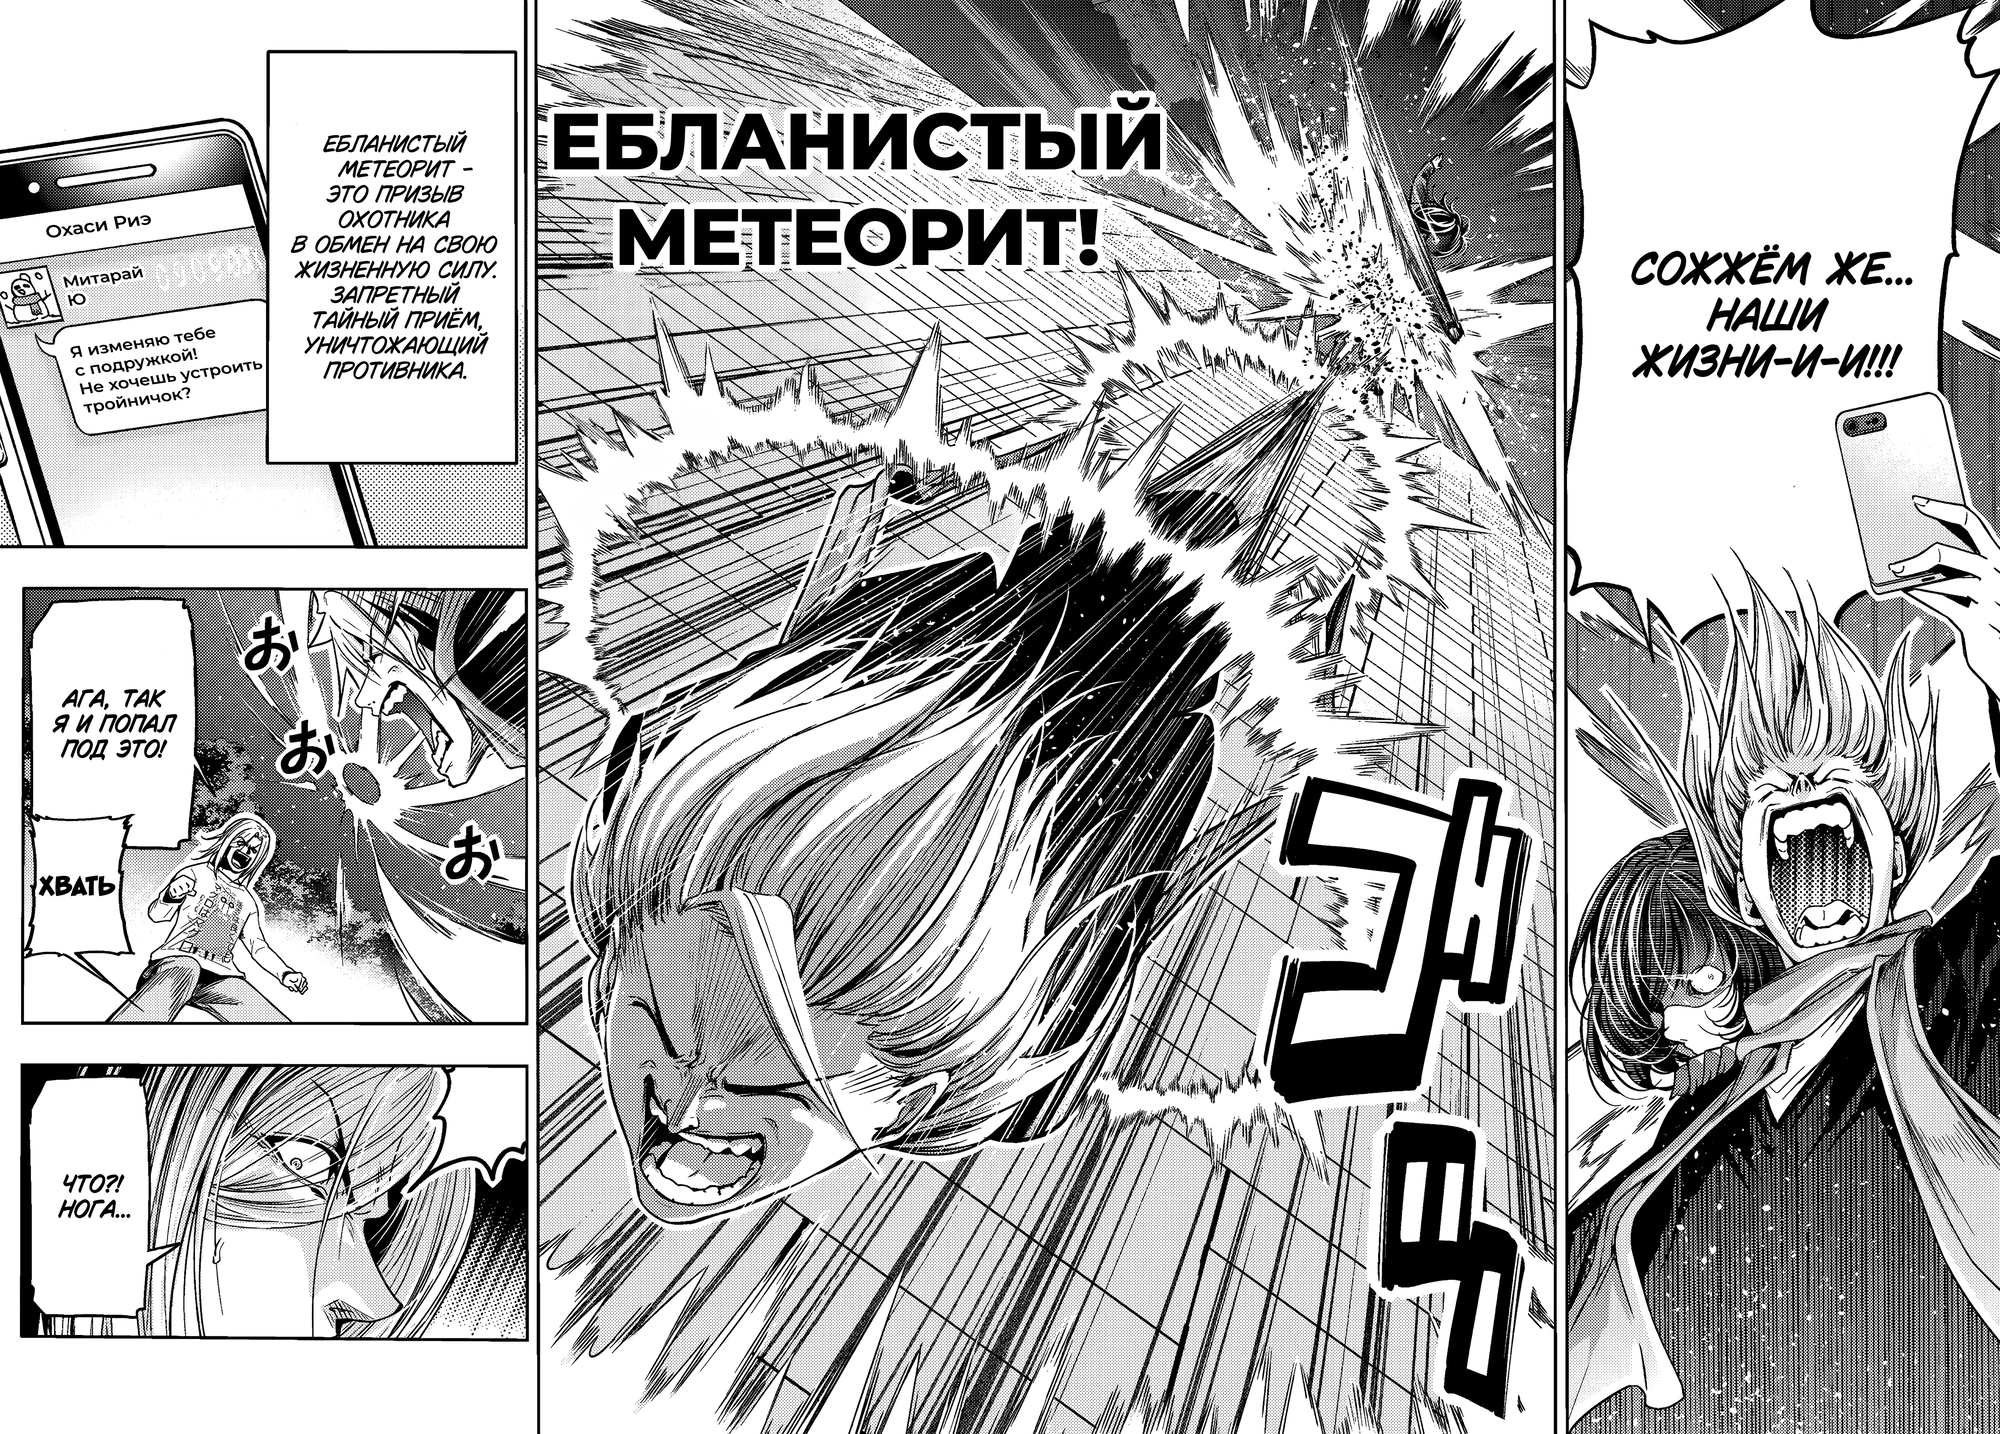 СОЖЖЁМ ЖЕ...
НАШИ
ЖИЗНИ-И-И!!!
ЕБЛАНИСТЫЙ
МЕТЕОРИТ!
ЕБЛАНИСТЫЙ
МЕТЕОРИТ -
ЭТО ПРИЗЫВ
ОХОТНИКА
В ОБМЕН НА СВОЮ
ЖИЗНЕННУЮ СИЛУ.
ЗАПРЕТНЫЙ
ТАЙНЫЙ ПРИЁМ,
УНИЧТОЖАЮЩИЙ
ПРОТИВНИКА.
Охаси Риэ
Митарай
Ю
Я изменяю тебе
с подружкой!
Не хочешь устроить
тройничок?
お
お
お
АГА, ТАК
Я И ПОПАЛ
ПОД ЭТО!
ХВАТЬ
ЧТО?!
НОГА...